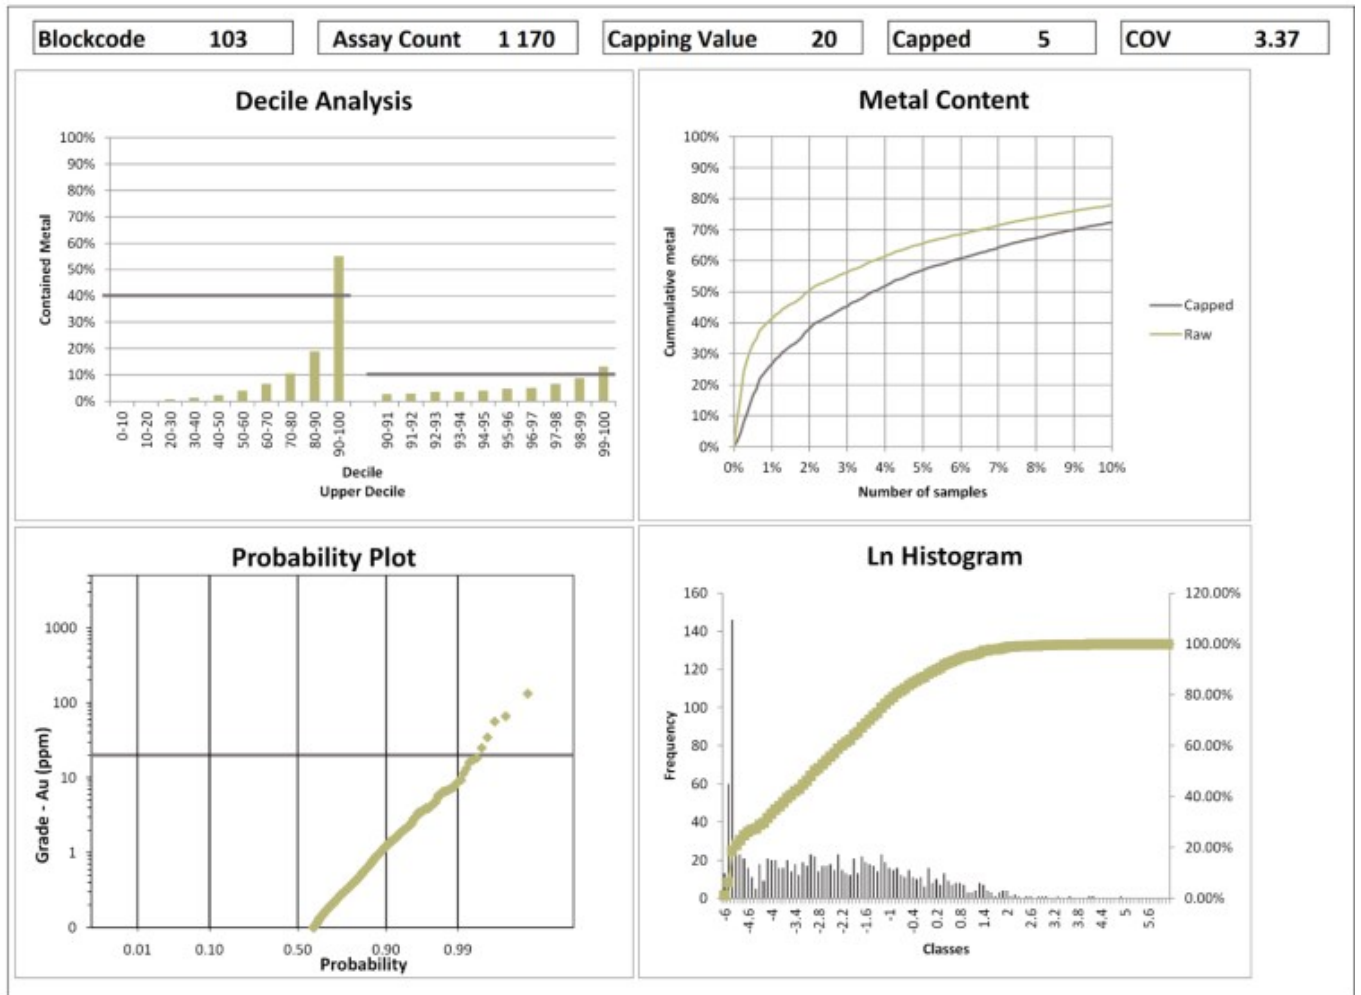 Blockcode 103
Assay Count 1 170
Capping Value 20
Capped 5
COV 3.37
Decile Analysis
100%
90%
80%
70%
60%
50%
40%
30%
20%
10%
0%
Contained Metal
0-10 10-20 20-30 30-40 40-50 50-60 60-70 70-80 80-90 90-100 90-91 91-92 92-93 93-94 94-95 95-96 96-97 97-98 98-99 99-100
Decile
Upper Decile
Metal Content
100%
90%
80%
70%
60%
50%
40%
30%
20%
10%
0%
Cummulative metal
0% 1% 2% 3% 4% 5% 6% 7% 8% 9% 10%
Number of samples
Capped
Raw
Probability Plot
1000
100
10
1
0
Grade - Au (ppm)
0.01 0.10 0.50 0.90 0.99
Probability
Ln Histogram
160
140
120
100
80
60
40
20
0
Frequency
120.00%
100.00%
80.00%
60.00%
40.00%
20.00%
0.00%
-6 -4.6 -4 -3.4 -2.8 -2.2 -1.6 -1 -0.4 0.2 0.8 1.4 2 2.6 3.2 3.8 4.4 5 5.6
Classes